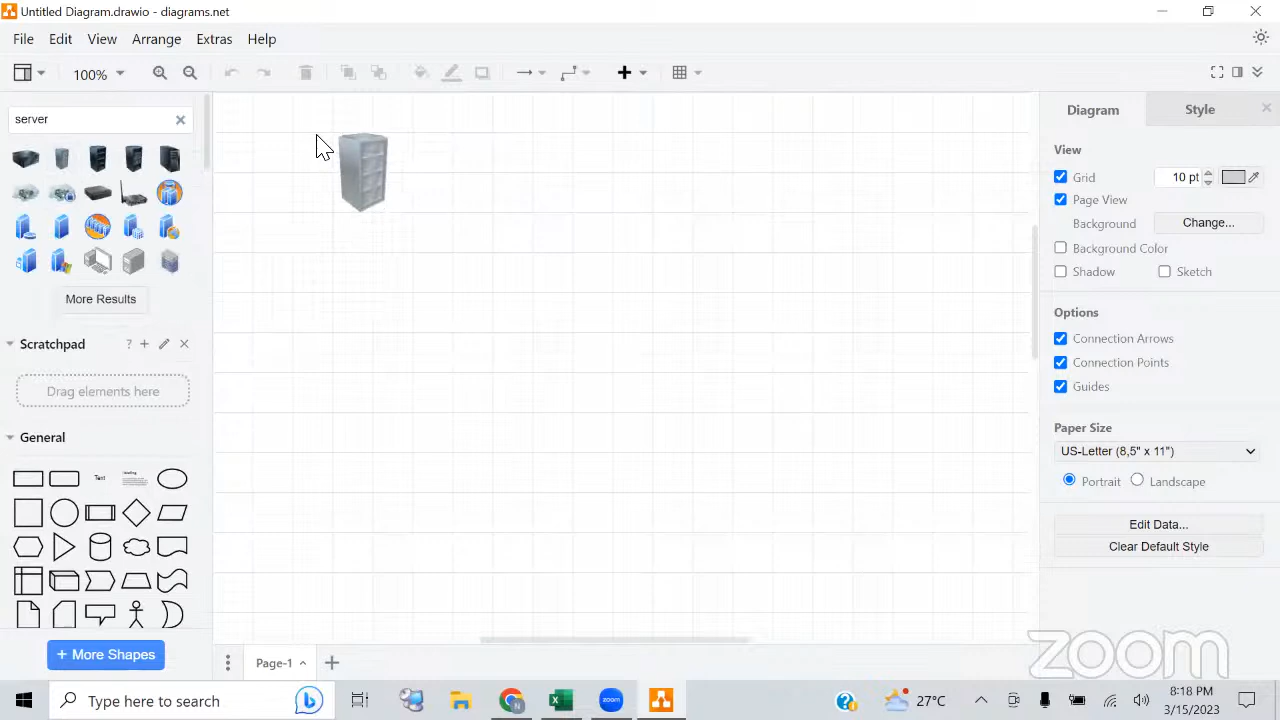 Untitled Diagram.drawio - diagrams.net
File Edit View Arrange Extras Help
100%
server
More Results
Scratchpad
?
Drag elements here
General
Text
Heading
+ More Shapes
Page-1
Diagram Style
View
Grid 10 pt
Page View
Background Change...
Background Color
Shadow Sketch
Options
Connection Arrows
Connection Points
Guides
Paper Size
US-Letter (8,5" x 11")
Portrait Landscape
Edit Data...
Clear Default Style
zoom
Type here to search
zoom
27°C
8:18 PM
3/15/2023